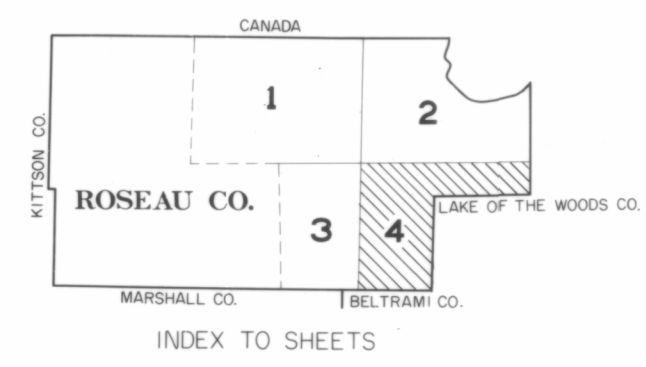 CANADA
1
2
KITTSON CO.
ROSEAU CO.
LAKE OF THE WOODS CO.
3
4
MARSHALL CO.
BELTRAMI CO.
INDEX TO SHEETS